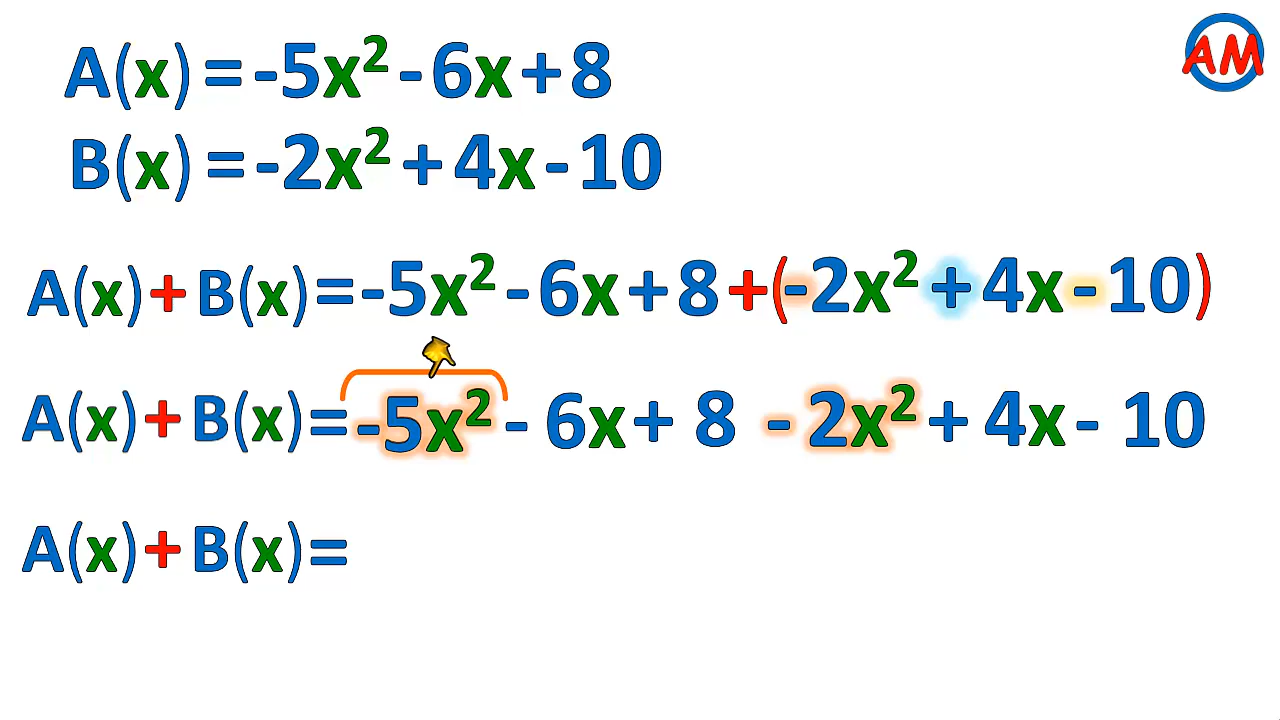 AM
A(x) = -5x² - 6x + 8
B(x) = -2x² + 4x - 10
A(x) + B(x) = -5x² - 6x + 8 + (-2x² + 4x - 10)
A(x) + B(x) = -5x² - 6x + 8 - 2x² + 4x - 10
A(x) + B(x) =